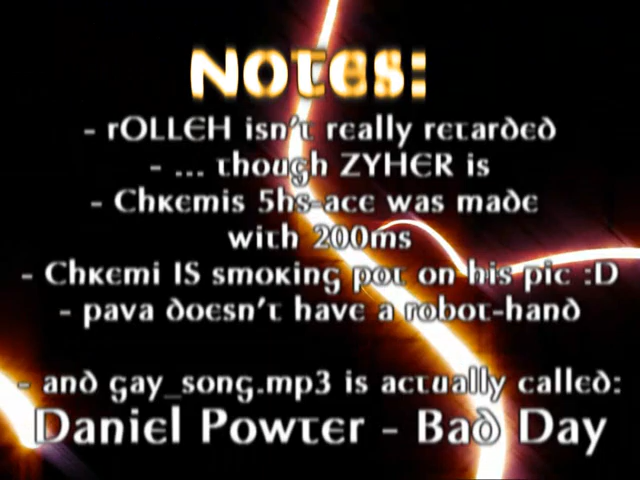 Notes:
- rOLLEH isn't really retarded
- ... though ZYHER is
- Chkemis 5hs-ace was made
with 200ms
- Chkemi IS smoking pot on his pic :D
- pava doesn't have a robot-hand
- and gay_song.mp3 is actually called:
Daniel Powter - Bad Day